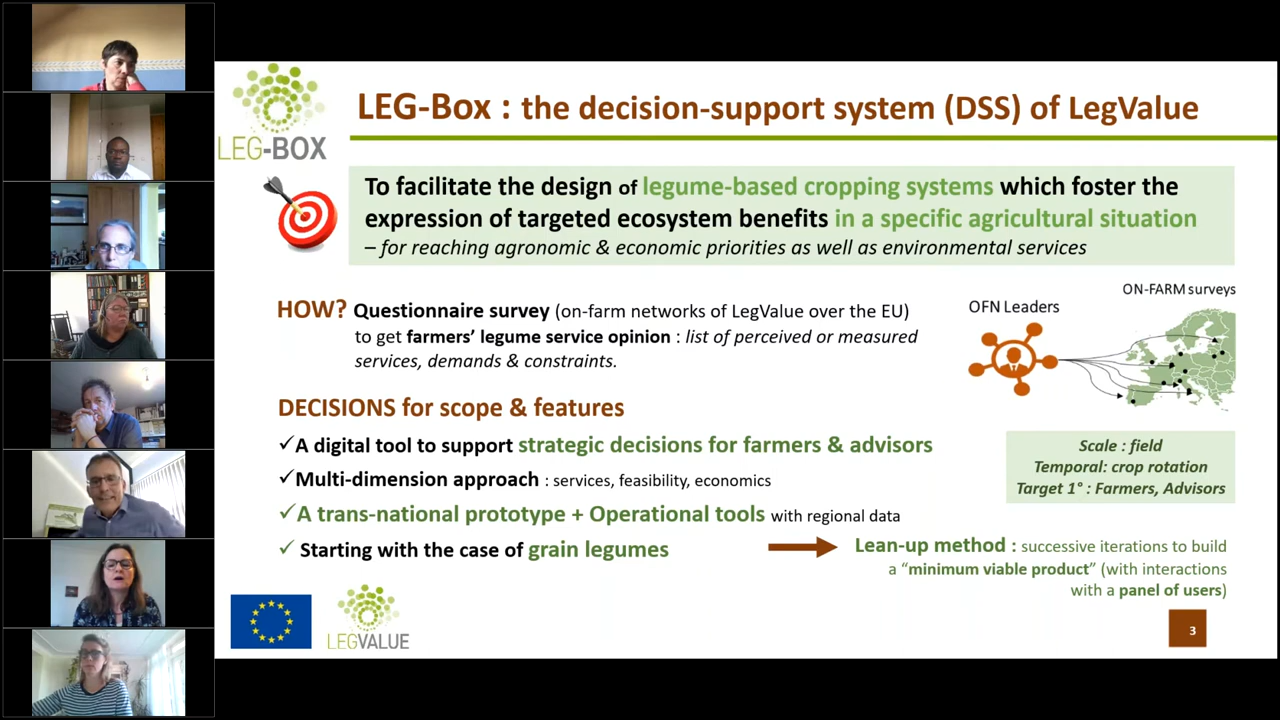 LEG-BOX
LEG-Box : the decision-support system (DSS) of LegValue
To facilitate the design of legume-based cropping systems which foster the
expression of targeted ecosystem benefits in a specific agricultural situation
– for reaching agronomic & economic priorities as well as environmental services
HOW? Questionnaire survey (on-farm networks of LegValue over the EU)
to get farmers' legume service opinion : list of perceived or measured
services, demands & constraints.
OFN Leaders
ON-FARM surveys
DECISIONS for scope & features
✓A digital tool to support strategic decisions for farmers & advisors
✓Multi-dimension approach : services, feasibility, economics
✓A trans-national prototype + Operational tools with regional data
✓ Starting with the case of grain legumes
Scale : field
Temporal: crop rotation
Target 1° : Farmers, Advisors
Lean-up method : successive iterations to build
a “minimum viable product” (with interactions
with a panel of users)
LEGVALUE
3